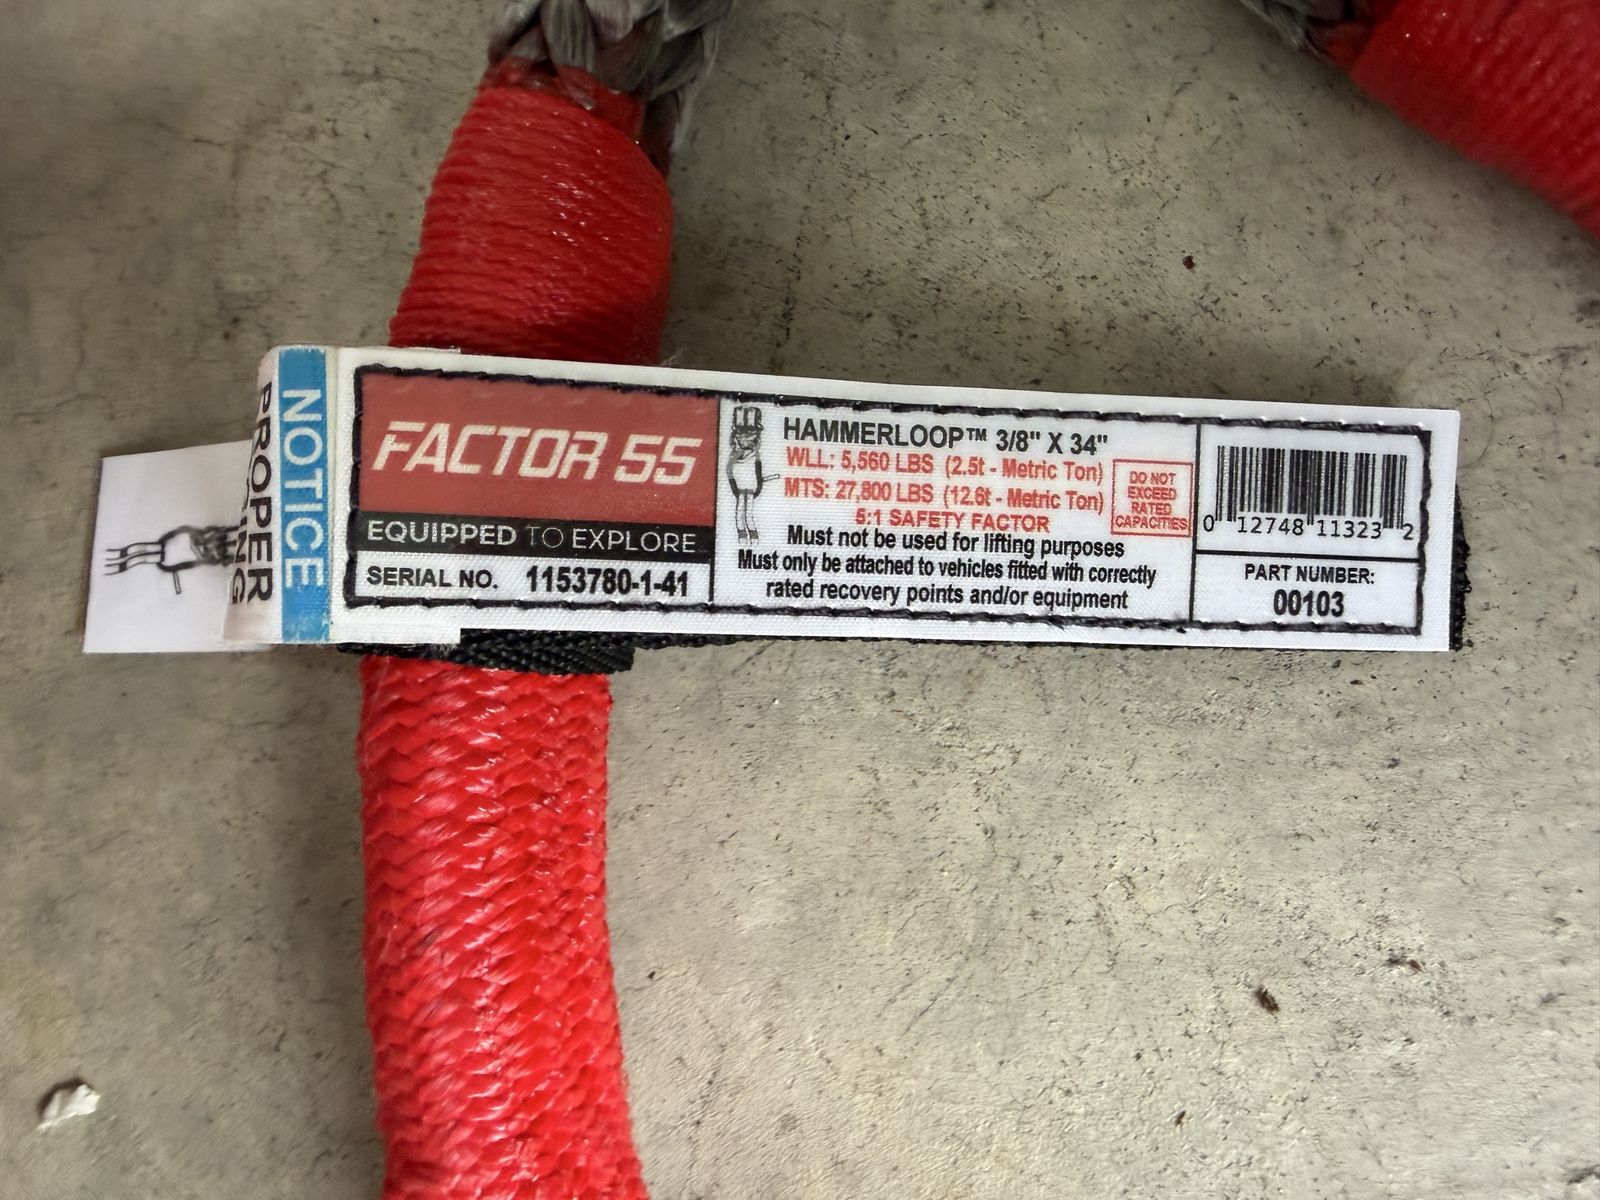 NOTICE
PROPER
FACTOR 55
EQUIPPED TO EXPLORE
SERIAL NO. 1153780-1-41
HAMMERLOOP™ 3/8" X 34"
WLL: 5,560 LBS (2.5t - Metric Ton)
MTS: 27,800 LBS (12.6t - Metric Ton)
5:1 SAFETY FACTOR
Must not be used for lifting purposes
Must only be attached to vehicles fitted with correctly
rated recovery points and/or equipment
DO NOT
EXCEED
RATED
CAPACITIES
0 12748 11323 2
PART NUMBER:
00103